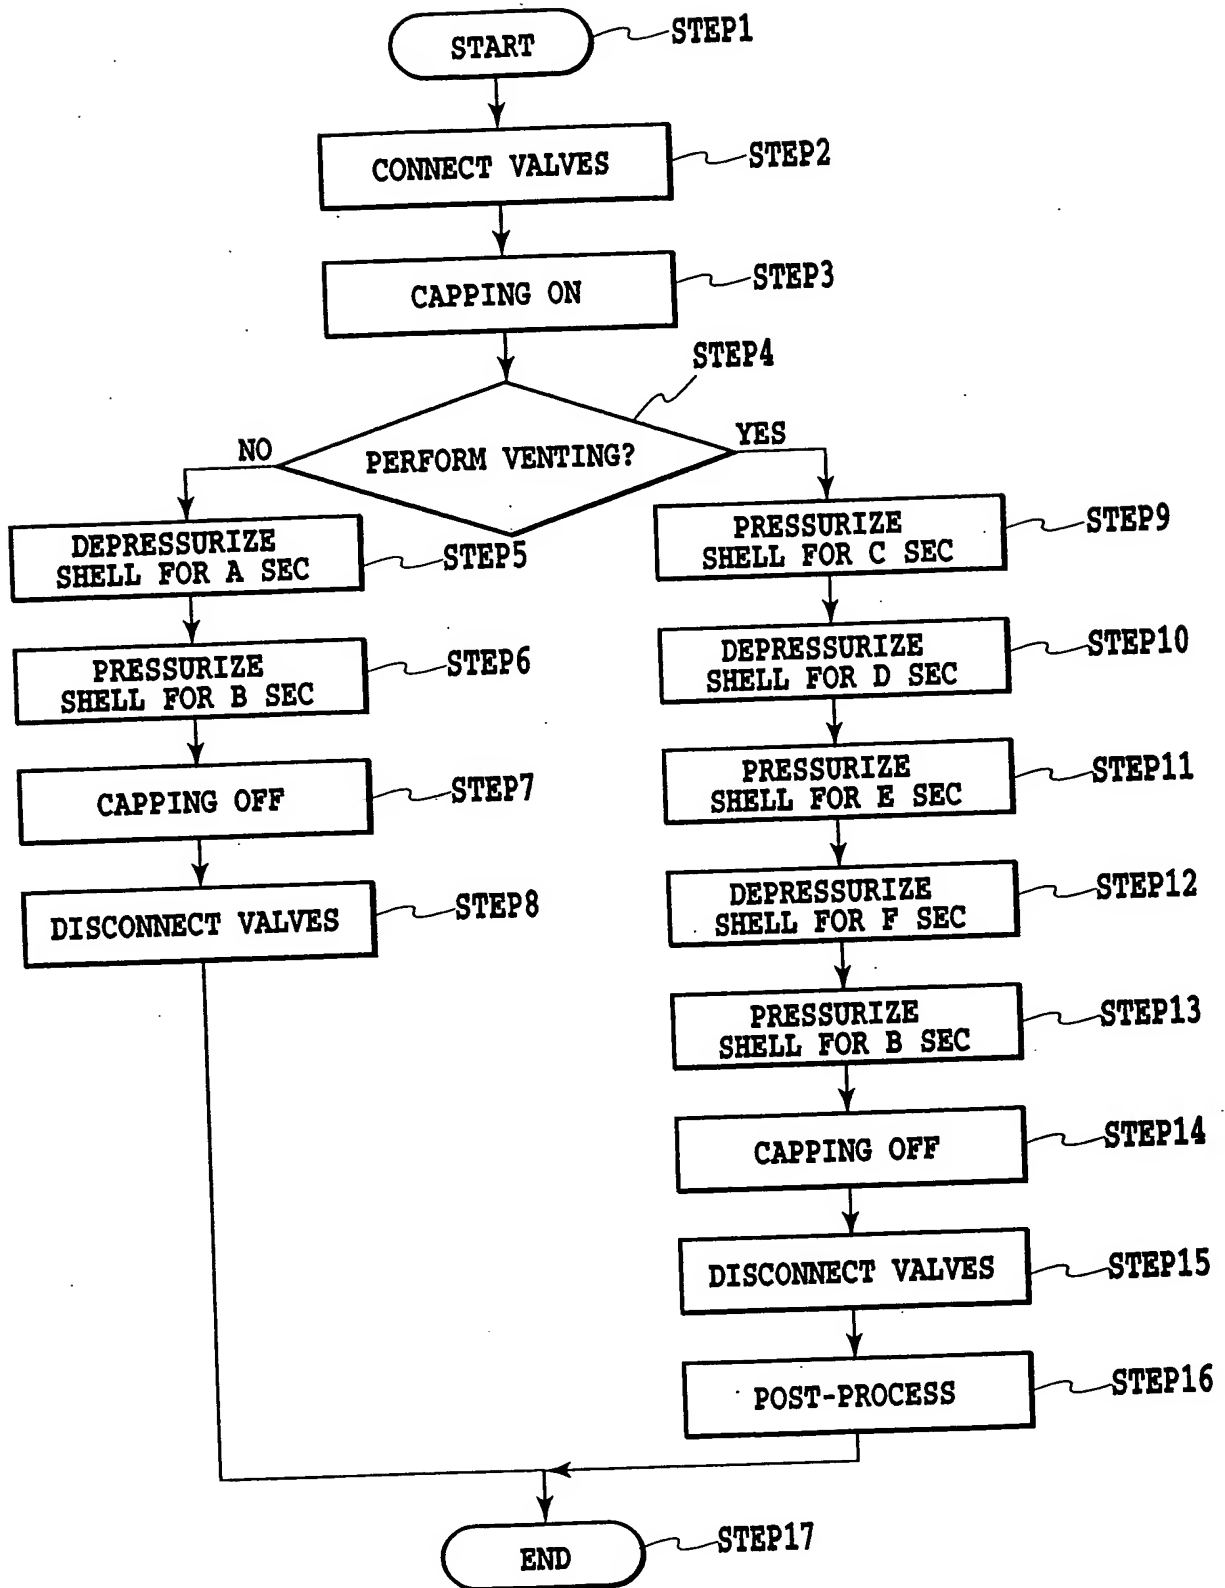 START
STEP1
CONNECT VALVES
STEP2
CAPPING ON
STEP3
STEP4
PERFORM VENTING?
NO
YES
DEPRESSURIZE
SHELL FOR A SEC
STEP5
PRESSURIZE
SHELL FOR B SEC
STEP6
CAPPING OFF
STEP7
DISCONNECT VALVES
STEP8
PRESSURIZE
SHELL FOR C SEC
STEP9
DEPRESSURIZE
SHELL FOR D SEC
STEP10
PRESSURIZE
SHELL FOR E SEC
STEP11
DEPRESSURIZE
SHELL FOR F SEC
STEP12
PRESSURIZE
SHELL FOR B SEC
STEP13
CAPPING OFF
STEP14
DISCONNECT VALVES
STEP15
POST-PROCESS
STEP16
END
STEP17